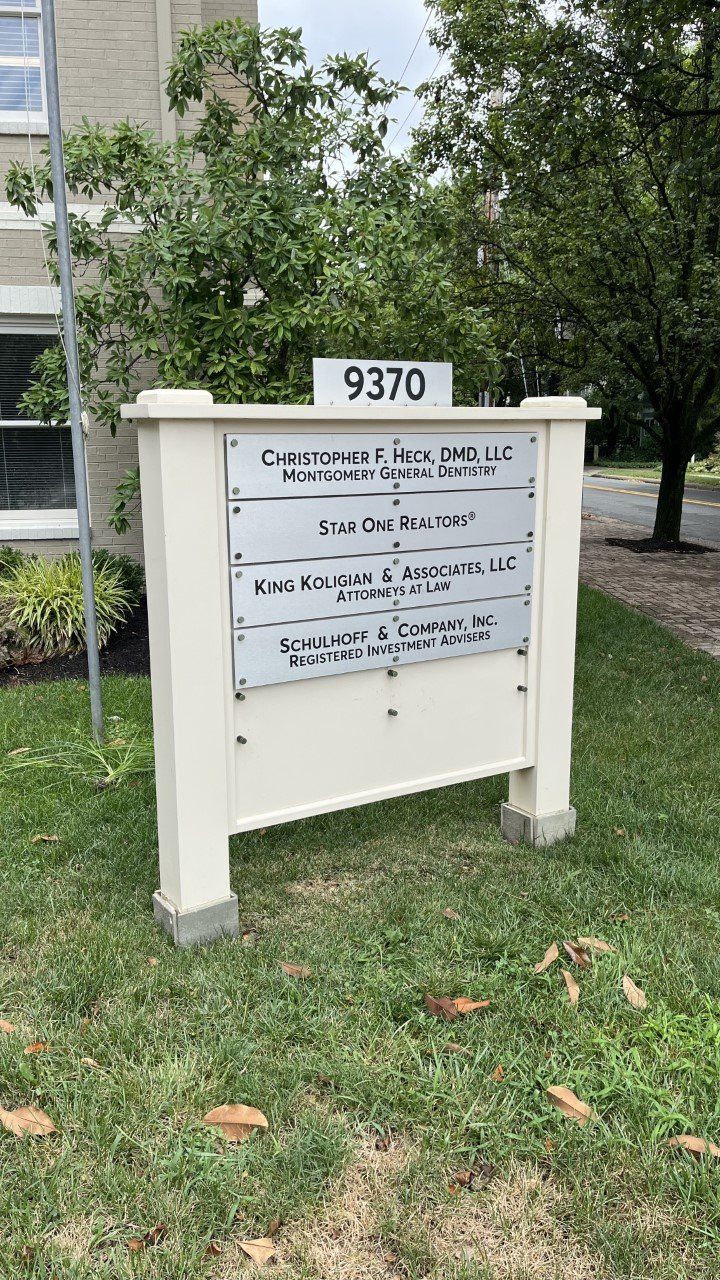 9370
Christopher F. Heck, DMD, LLC
Montgomery General Dentistry
Star One Realtors®
King Koligian & Associates, LLC
Attorneys at Law
Schulhoff & Company, Inc.
Registered Investment Advisers